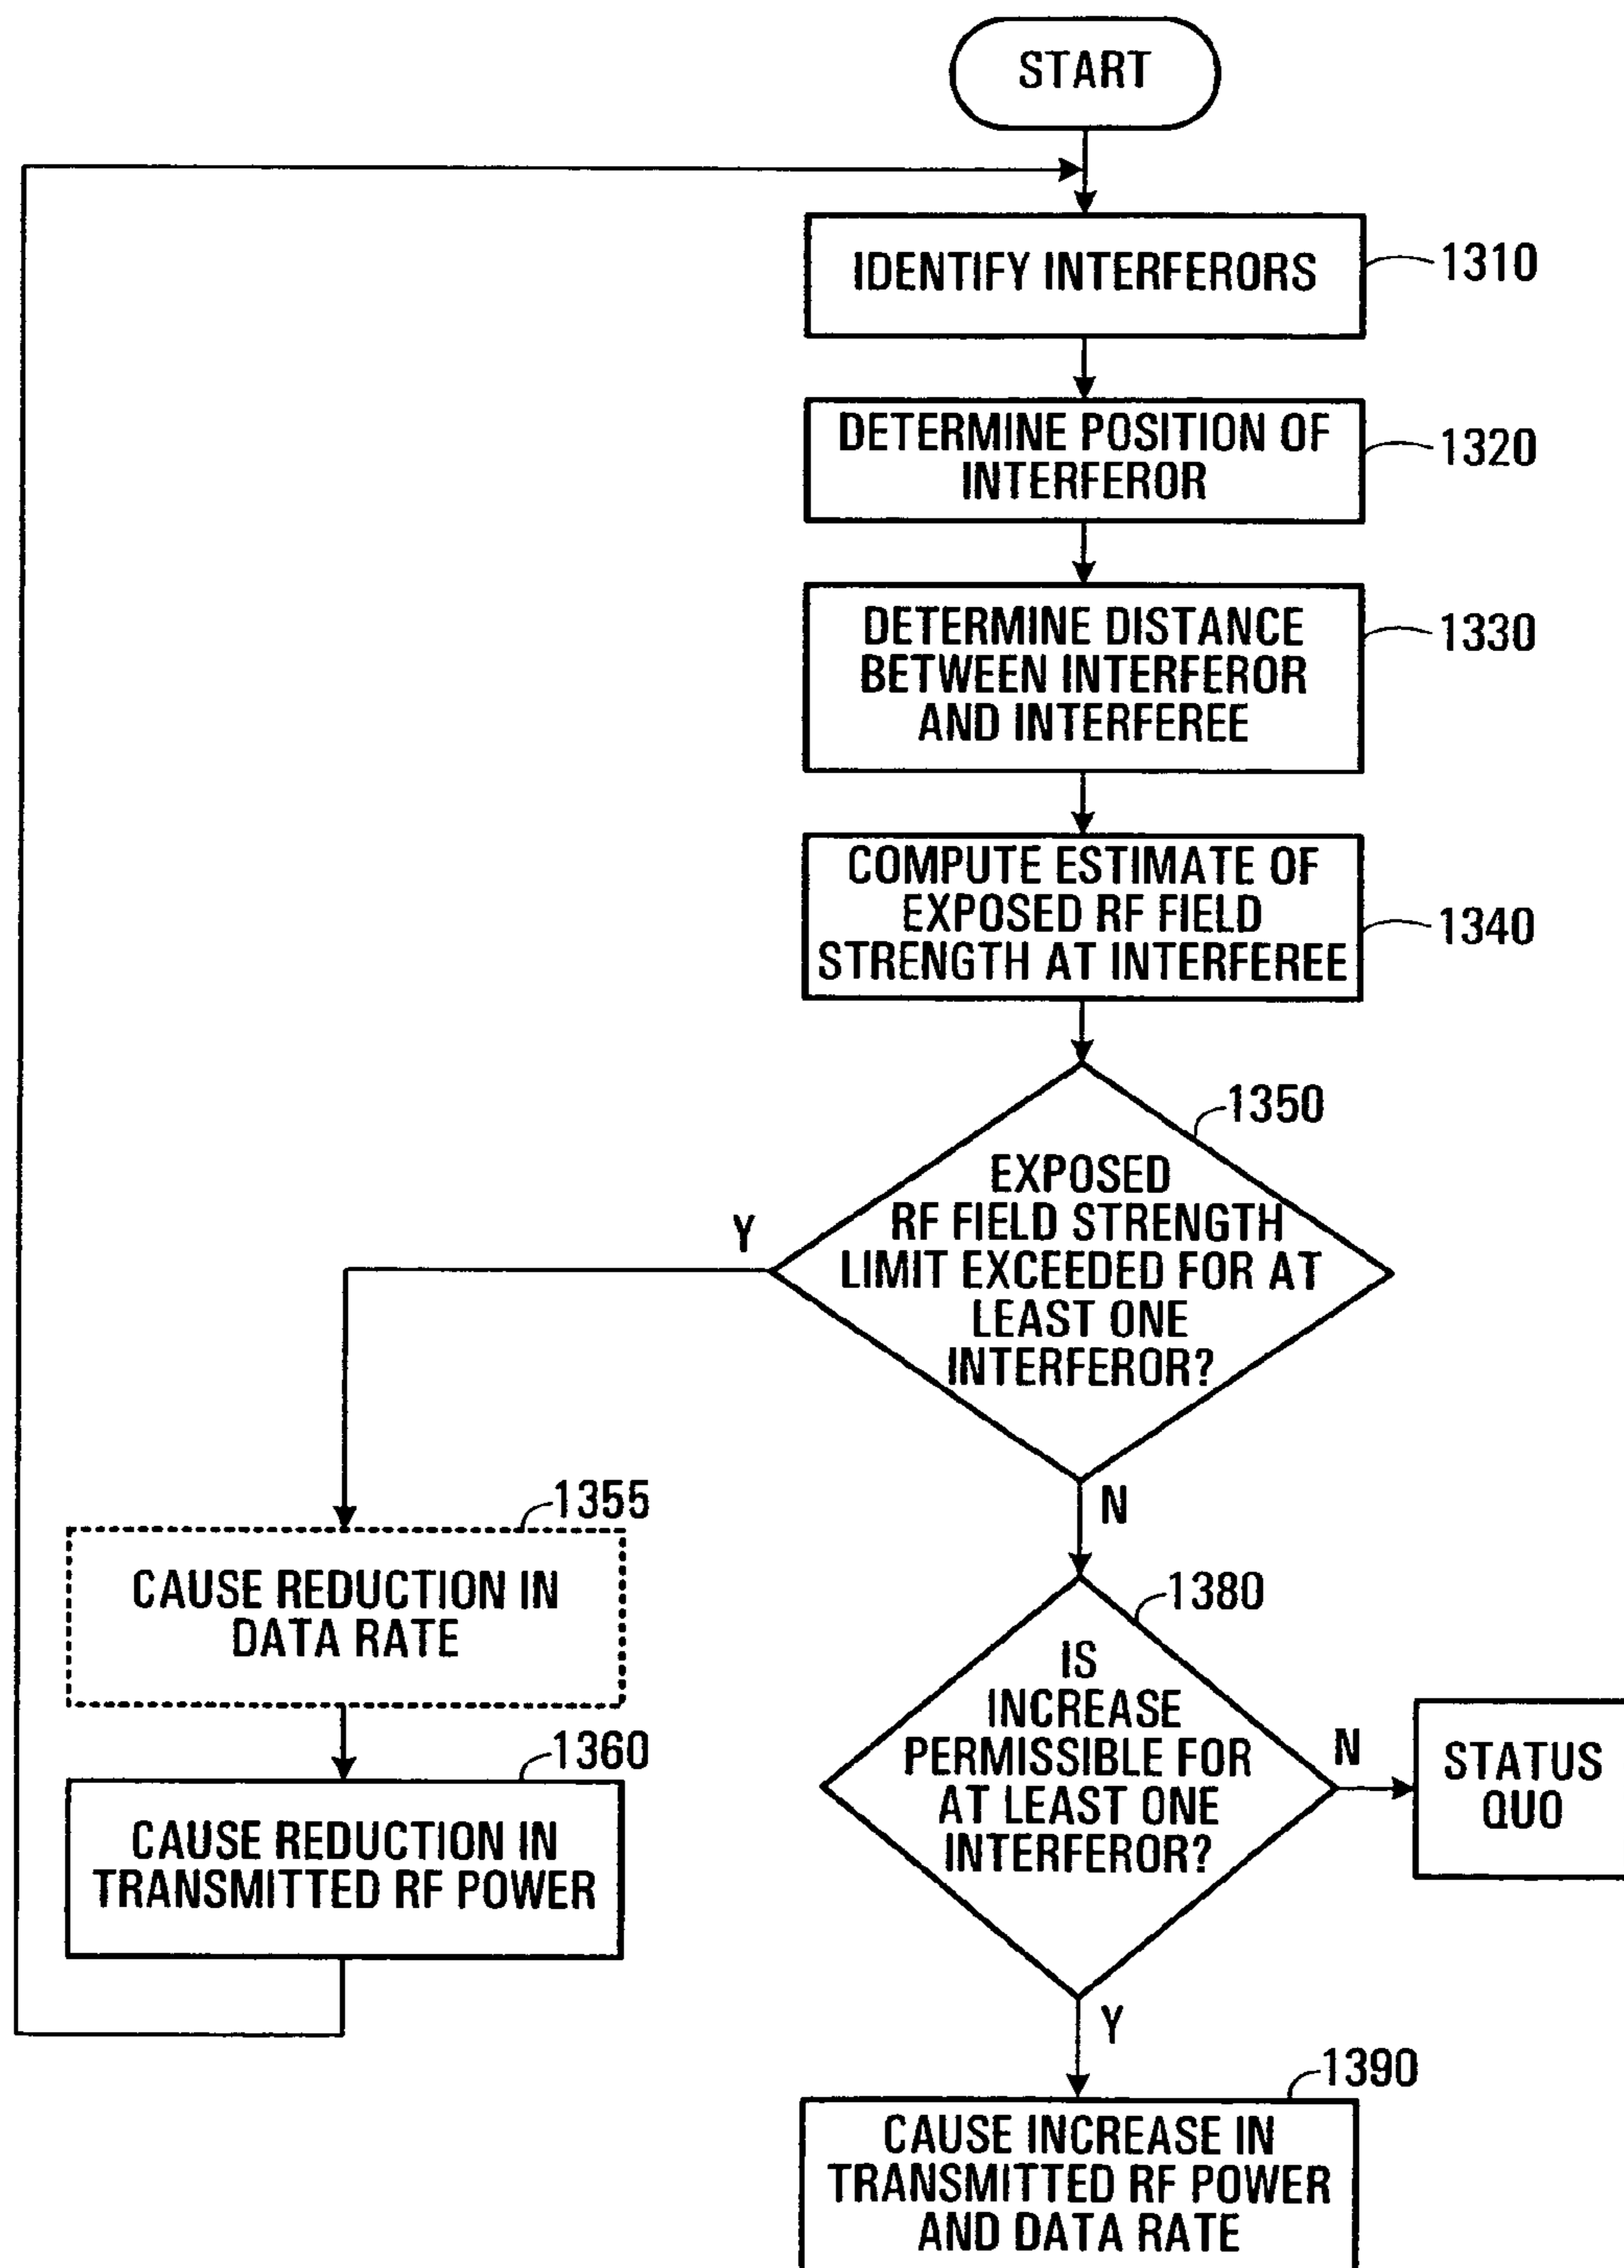 START
IDENTIFY INTERFERORS
1310
DETERMINE POSITION OF
INTERFEROR
1320
DETERMINE DISTANCE
BETWEEN INTERFEROR
AND INTERFEREE
1330
COMPUTE ESTIMATE OF
EXPOSED RF FIELD
STRENGTH AT INTERFEREE
1340
1350
EXPOSED
RF FIELD STRENGTH
LIMIT EXCEEDED FOR AT
LEAST ONE
INTERFEROR?
Y
N
1355
CAUSE REDUCTION IN
DATA RATE
1360
CAUSE REDUCTION IN
TRANSMITTED RF POWER
1380
IS
INCREASE
PERMISSIBLE FOR
AT LEAST ONE
INTERFEROR?
N
STATUS
QUO
Y
1390
CAUSE INCREASE IN
TRANSMITTED RF POWER
AND DATA RATE